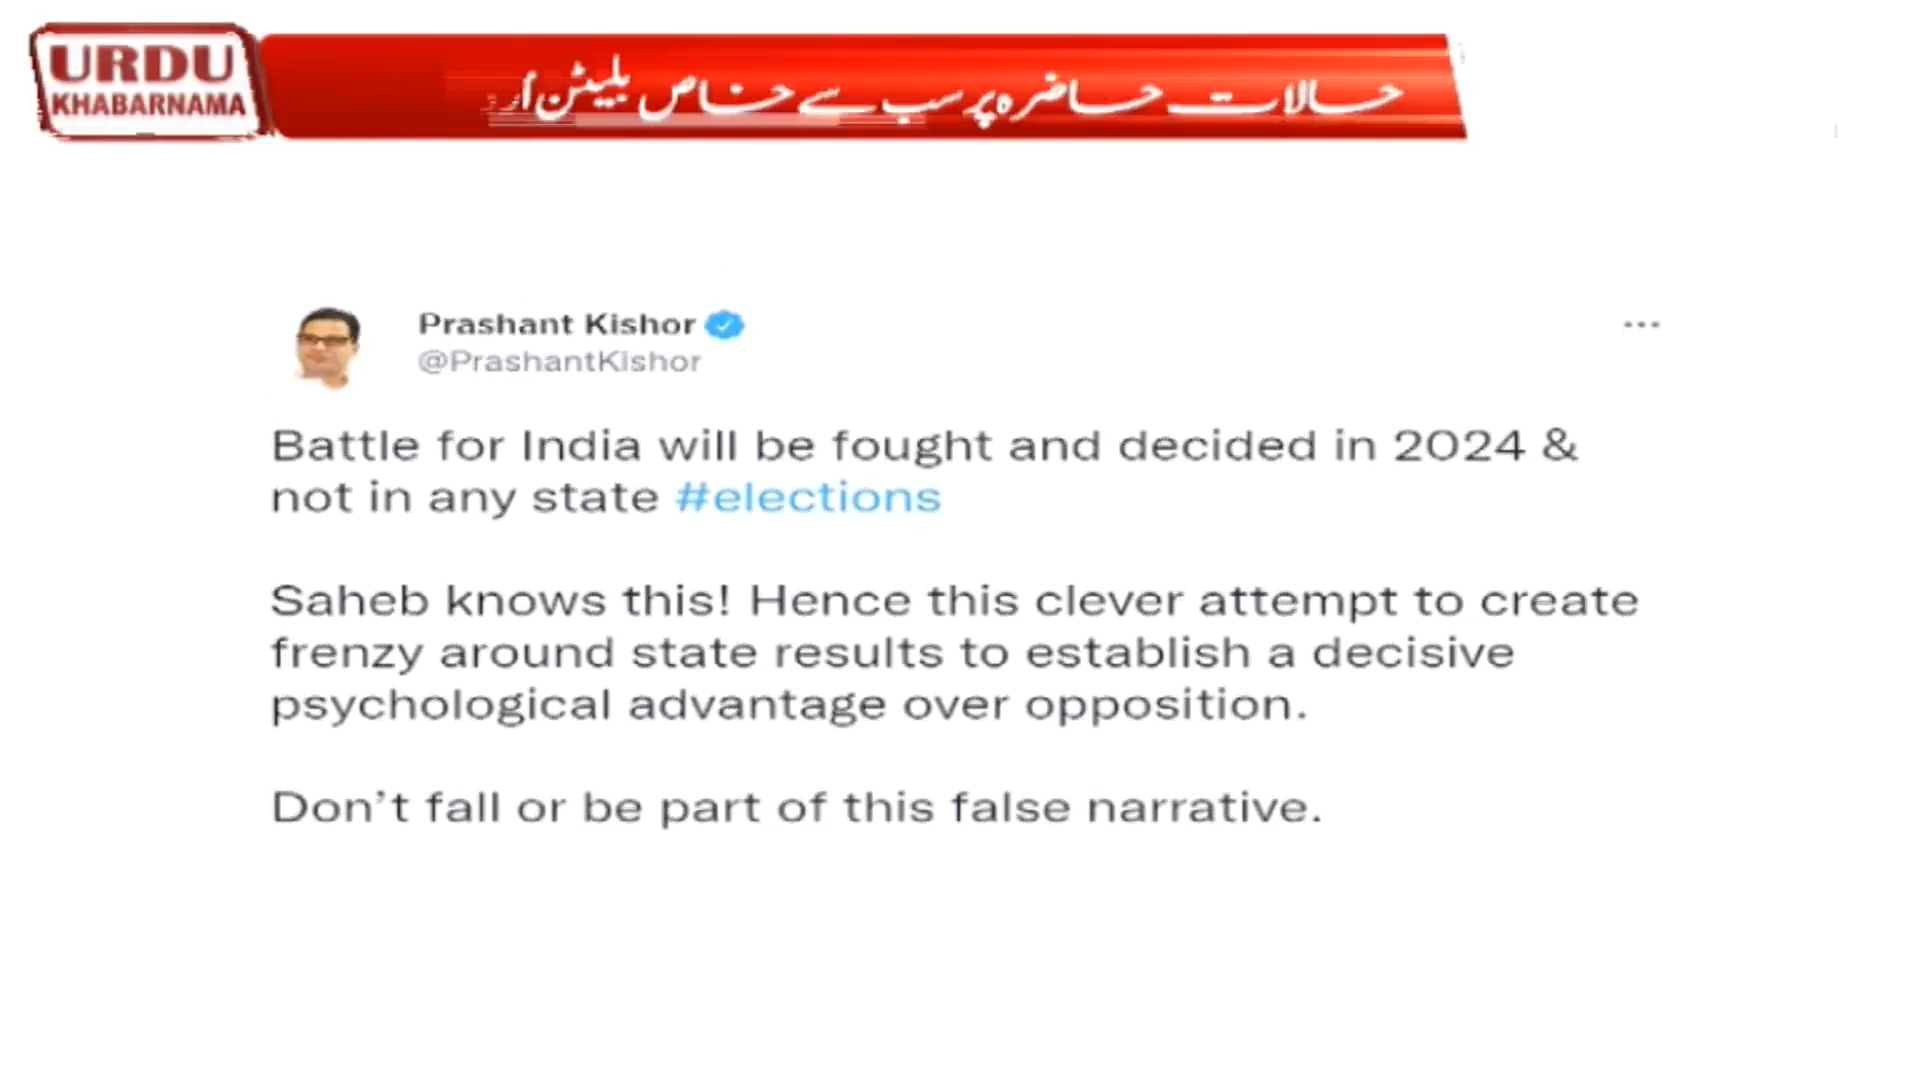 URDU
KHABARNAMA
حالات حاضرہ پر سب سے خاص بلیٹن
Prashant Kishor
@PrashantKishor
Battle for India will be fought and decided in 2024 &
not in any state #elections
Saheb knows this! Hence this clever attempt to create
frenzy around state results to establish a decisive
psychological advantage over opposition.
Don’t fall or be part of this false narrative.